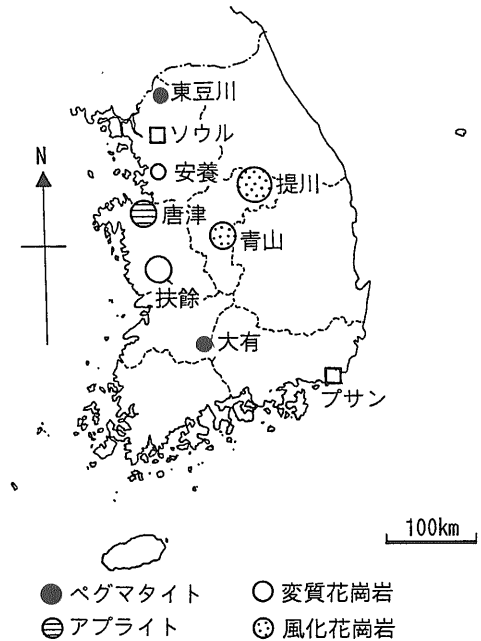 東豆川
ソウル
N
安養
提川
唐津
青山
扶餘
大有
プサン
100km
ペグマタイト
変質花崗岩
アプライト
風化花崗岩